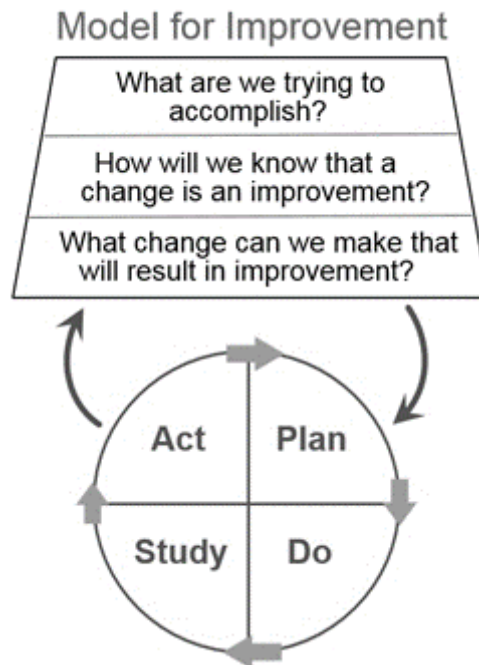 Model for Improvement
What are we trying to
accomplish?
How will we know that a
change is an improvement?
What change can we make that
will result in improvement?
Act
Plan
Study
Do